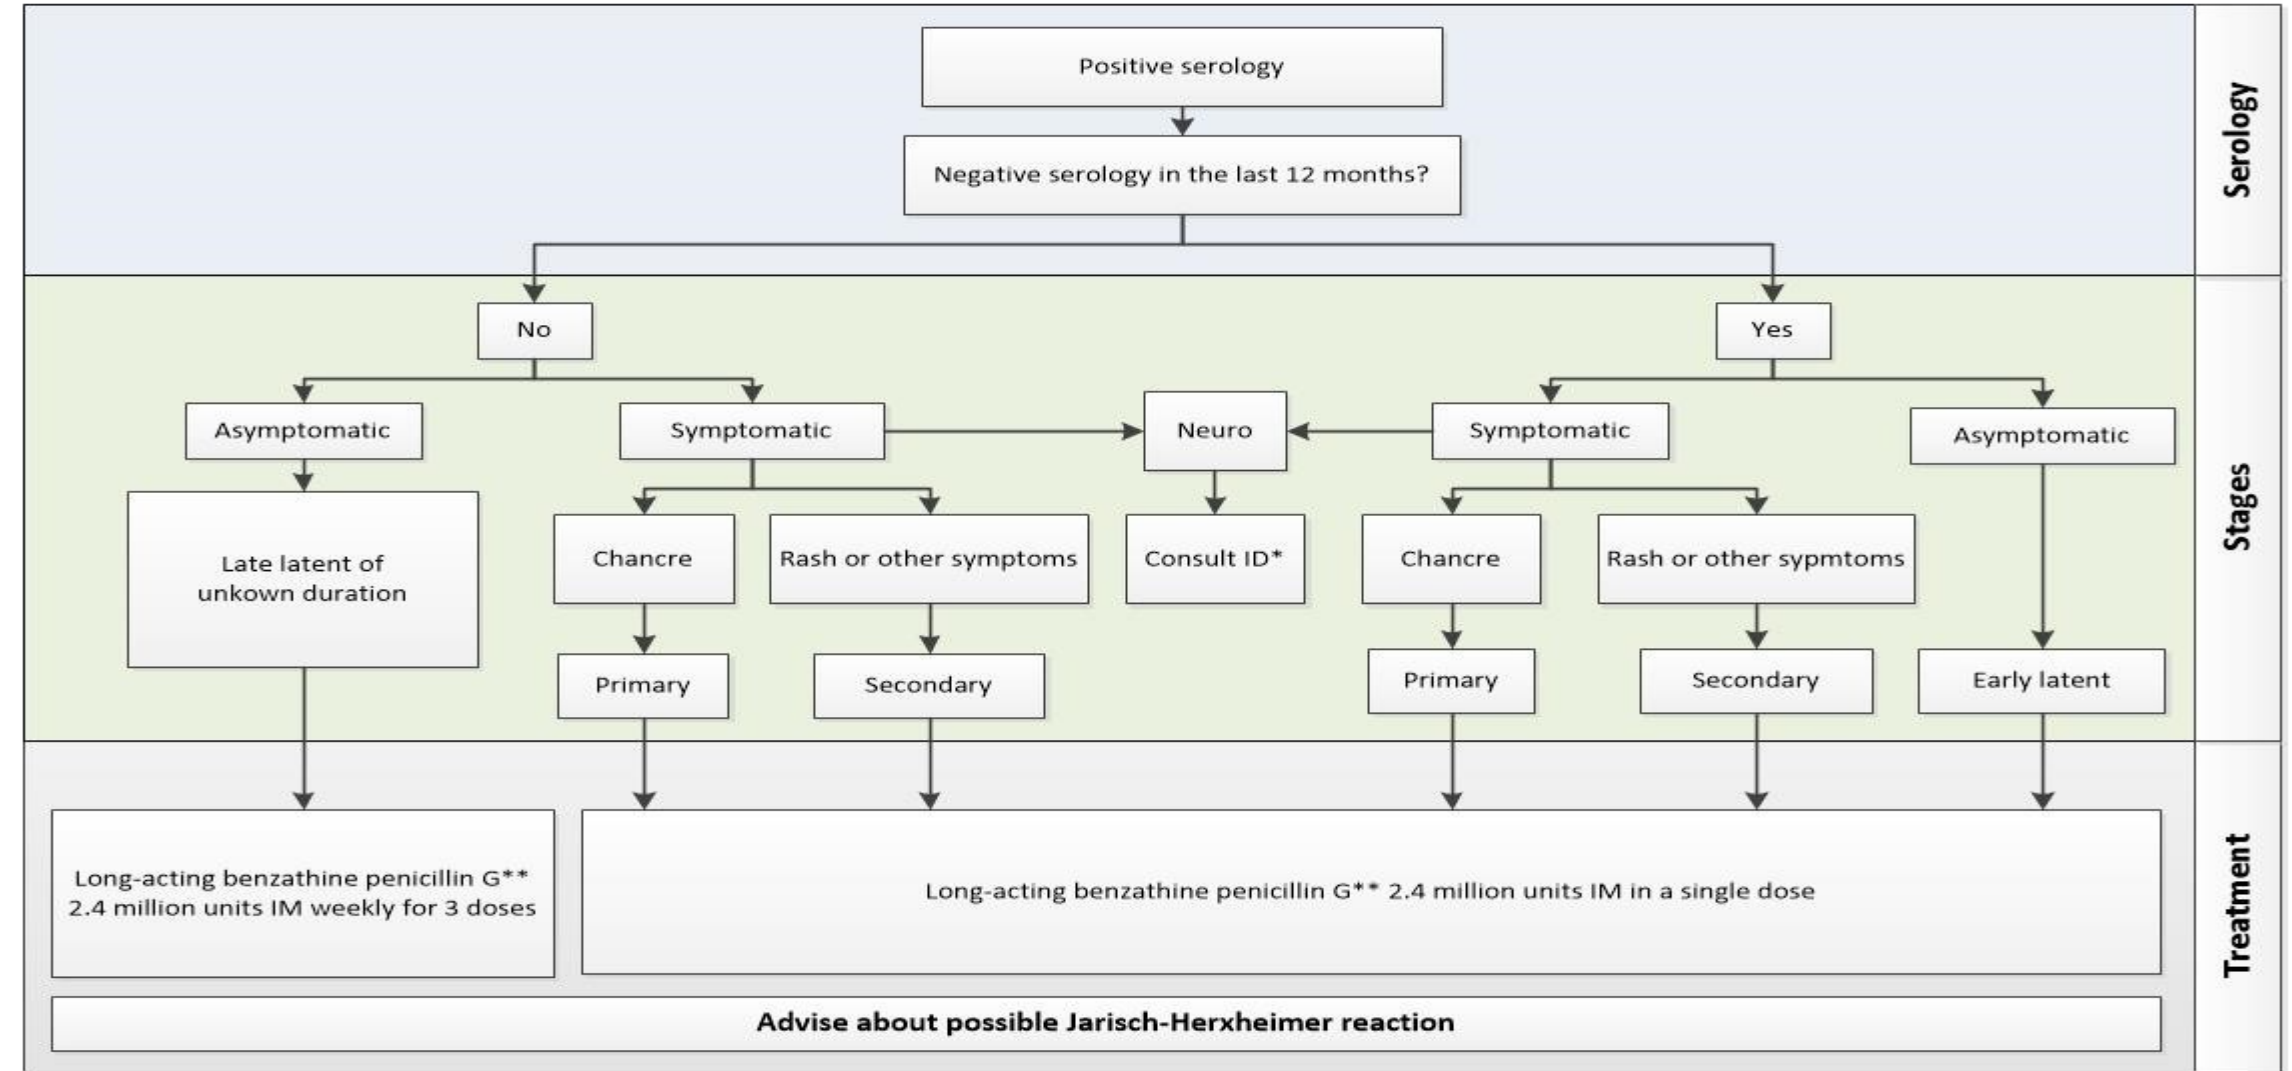 Positive serology
Serology
Negative serology in the last 12 months?
No
Yes
Asymptomatic
Symptomatic
Neuro
Symptomatic
Asymptomatic
Stages
Late latent of
unkown duration
Chancre
Rash or other symptoms
Consult ID*
Chancre
Rash or other sypmtoms
Primary
Secondary
Primary
Secondary
Early latent
Treatment
Long-acting benzathine penicillin G**
2.4 million units IM weekly for 3 doses
Long-acting benzathine penicillin G** 2.4 million units IM in a single dose
Advise about possible Jarisch-Herxheimer reaction